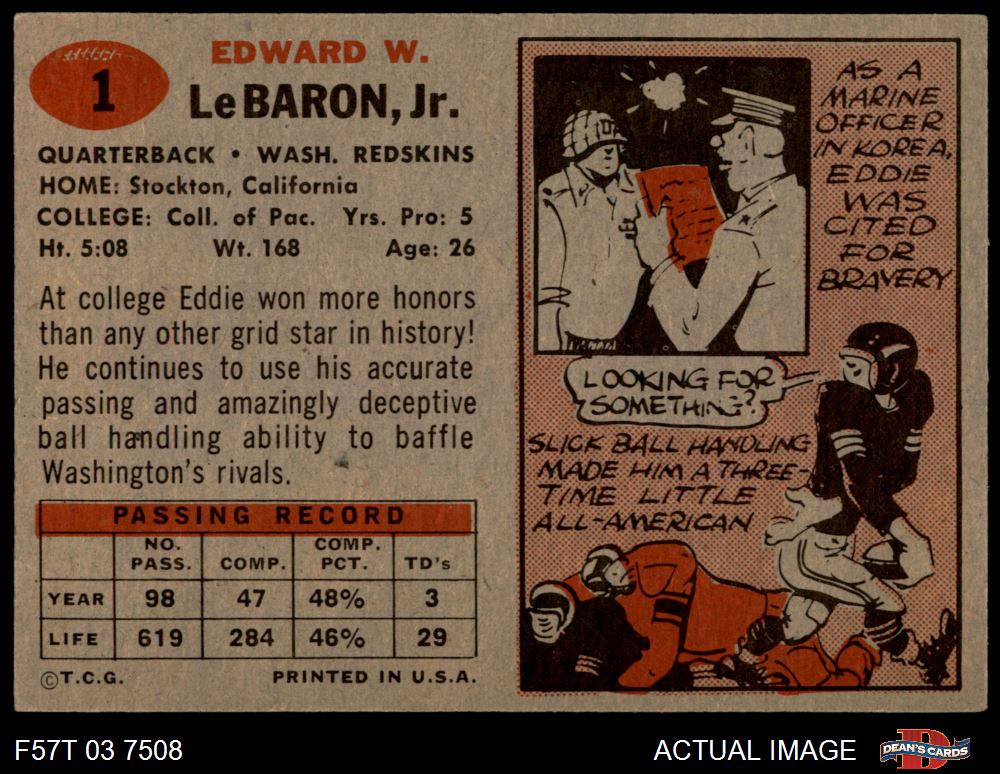 1
EDWARD W.
LeBARON, Jr.
QUARTERBACK • WASH. REDSKINS
HOME: Stockton, California
COLLEGE: Coll. of Pac. Yrs. Pro: 5
Ht. 5:08 Wt. 168 Age: 26
At college Eddie won more honors
than any other grid star in history!
He continues to use his accurate
passing and amazingly deceptive
ball handling ability to baffle
Washington's rivals.
PASSING RECORD
NO. PASS. COMP. COMP. PCT. TD's
YEAR 98 47 48% 3
LIFE 619 284 46% 29
©T.C.G. PRINTED IN U.S.A.
AS A
MARINE
OFFICER
IN KOREA,
EDDIE
WAS
CITED
FOR
BRAVERY
LOOKING FOR
SOMETHING?
SLICK BALL HANDLING
MADE HIM A THREE-
TIME LITTLE
ALL-AMERICAN
F57T 03 7508
ACTUAL IMAGE
DEAN'S CARDS